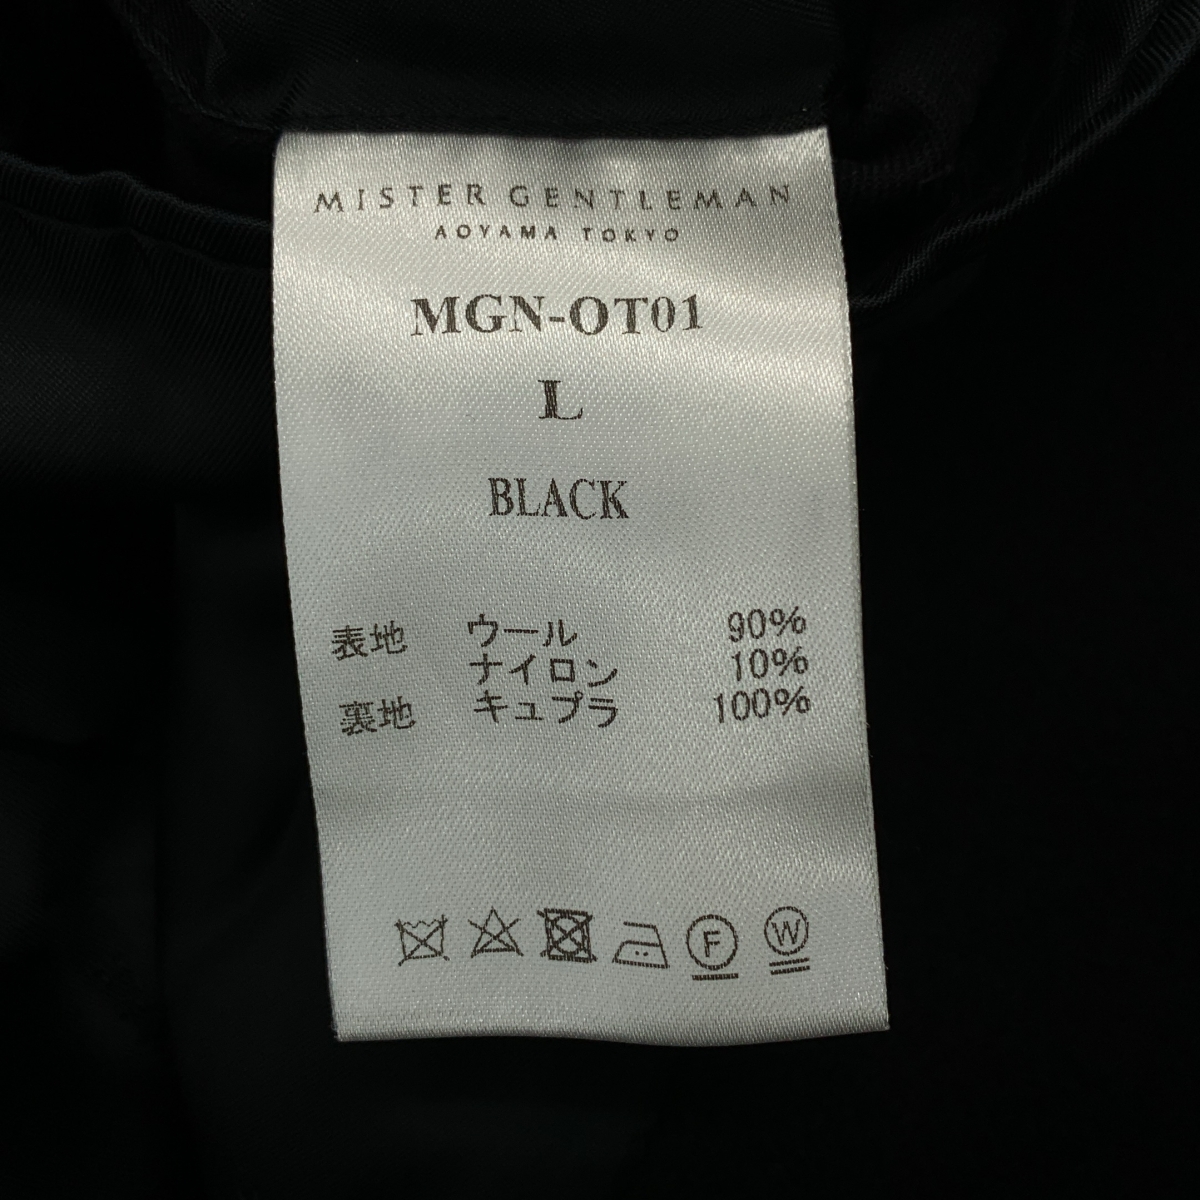 MISTER GENTLEMAN
AOYAMA TOKYO
MGN-OT01
L
BLACK
表地 ウール 90%
ナイロン 10%
裏地 キュプラ 100%
F W